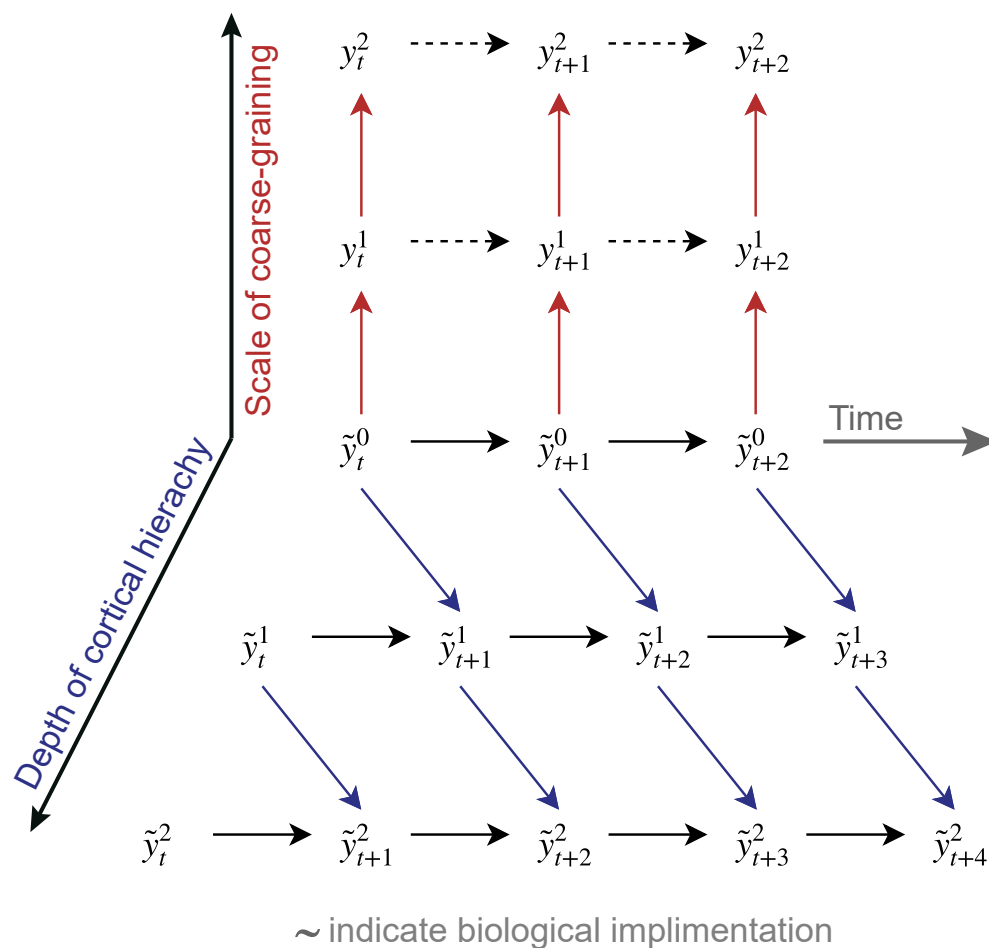 Scale of coarse-graining
y_t^2 y_{t+1}^2 y_{t+2}^2
y_t^1 y_{t+1}^1 y_{t+2}^1
ỹ_t^0 ỹ_{t+1}^0 ỹ_{t+2}^0 Time
Depth of cortical hierachy
ỹ_t^1 ỹ_{t+1}^1 ỹ_{t+2}^1 ỹ_{t+3}^1
ỹ_t^2 ỹ_{t+1}^2 ỹ_{t+2}^2 ỹ_{t+3}^2 ỹ_{t+4}^2
~ indicate biological implimentation